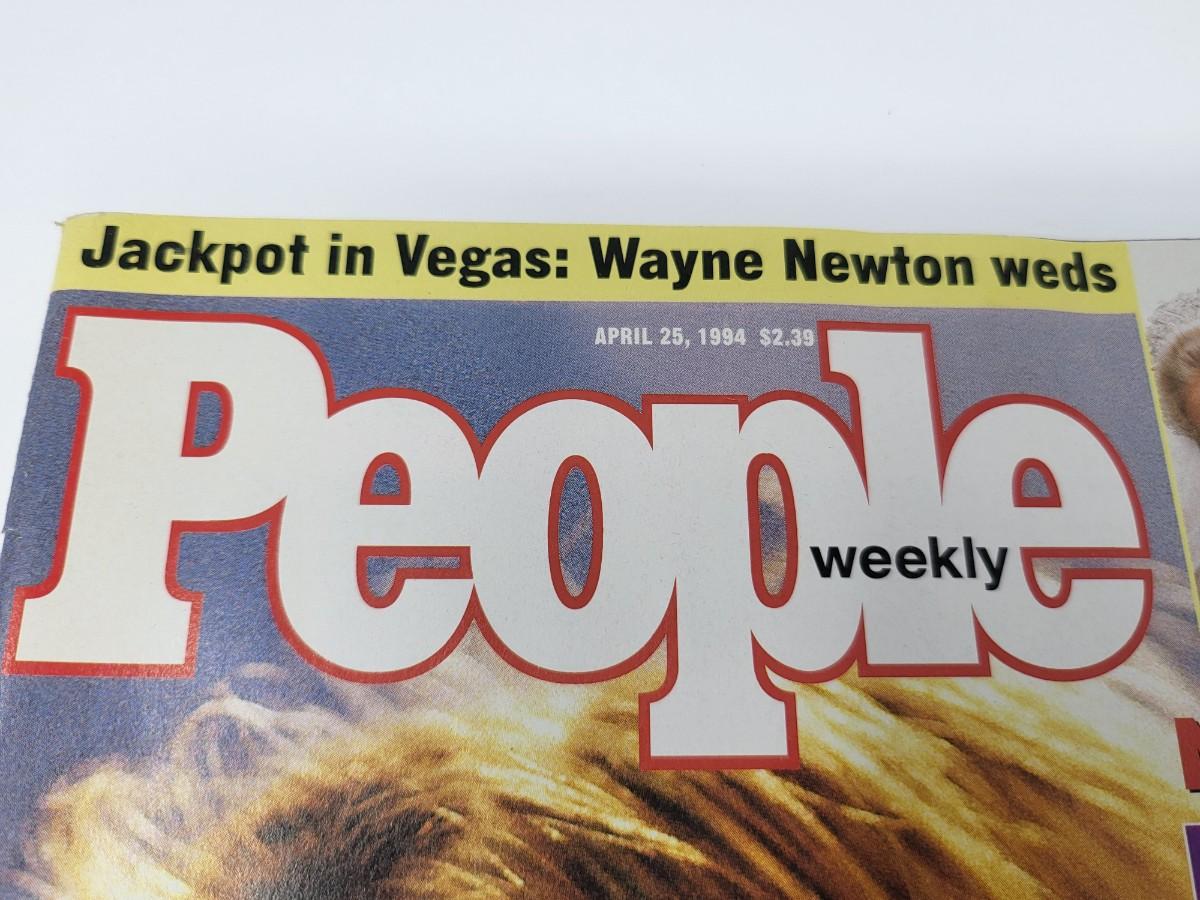 Jackpot in Vegas: Wayne Newton weds
APRIL 25, 1994 $2.39
People
weekly